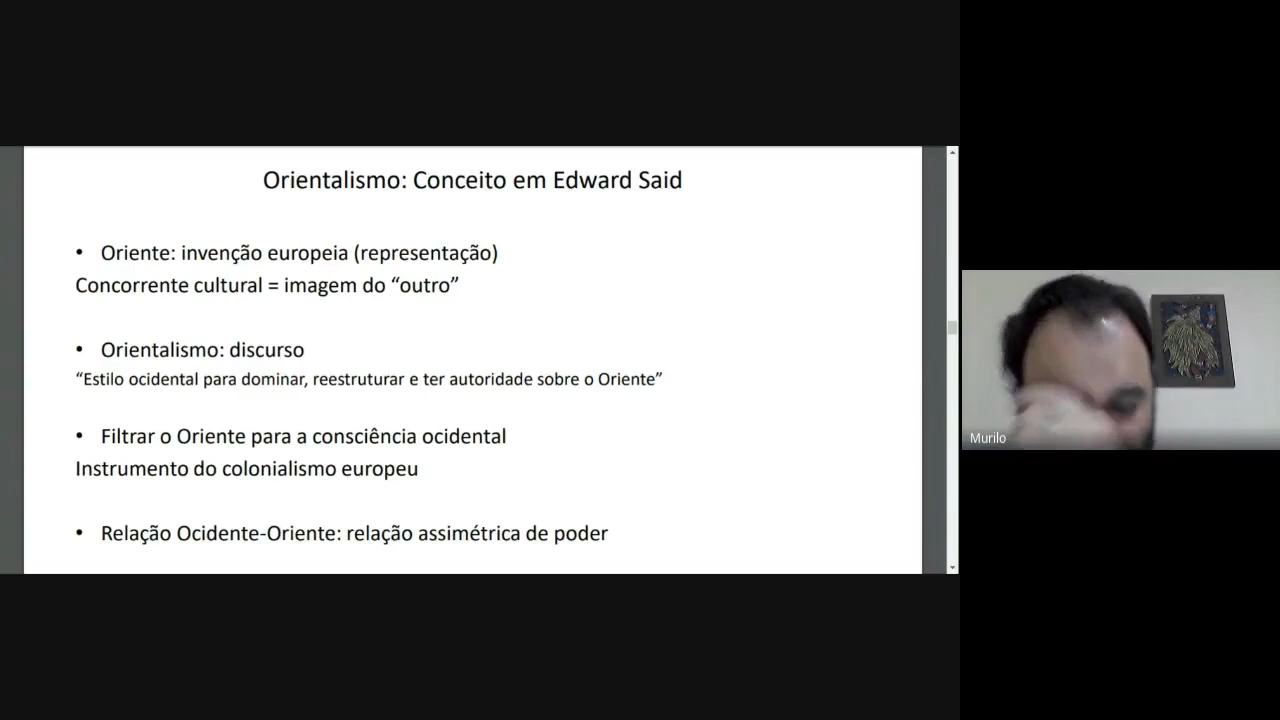 Orientalismo: Conceito em Edward Said
• Oriente: invenção europeia (representação)
Concorrente cultural = imagem do “outro”
• Orientalismo: discurso
“Estilo ocidental para dominar, reestruturar e ter autoridade sobre o Oriente”
• Filtrar o Oriente para a consciência ocidental
Instrumento do colonialismo europeu
• Relação Ocidente-Oriente: relação assimétrica de poder
Murilo